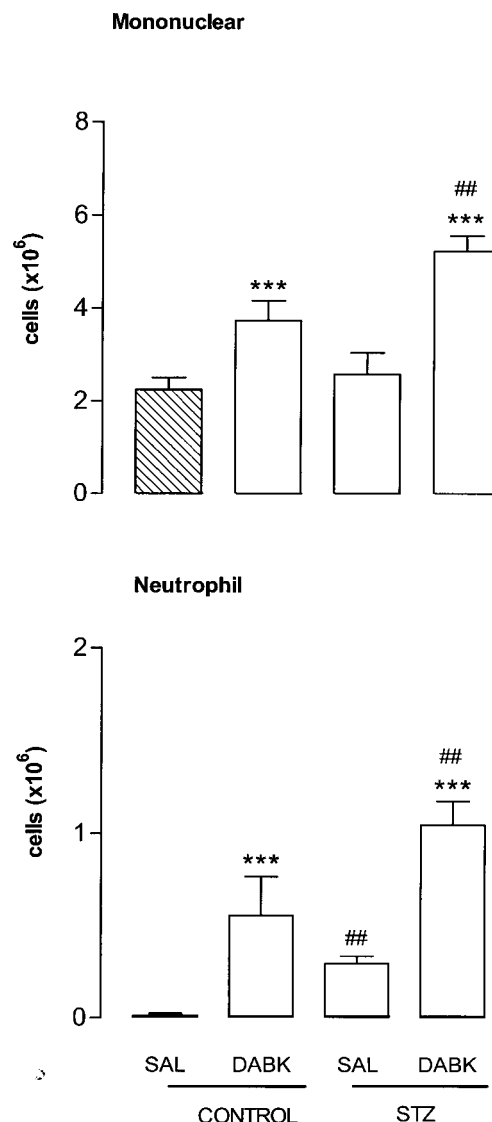 Mononuclear
8
##
***
6
***
4
2
0
cells (x10⁶)
Neutrophil
2
##
***
1
***
##
0
cells (x10⁶)
SAL DABK SAL DABK
CONTROL STZ